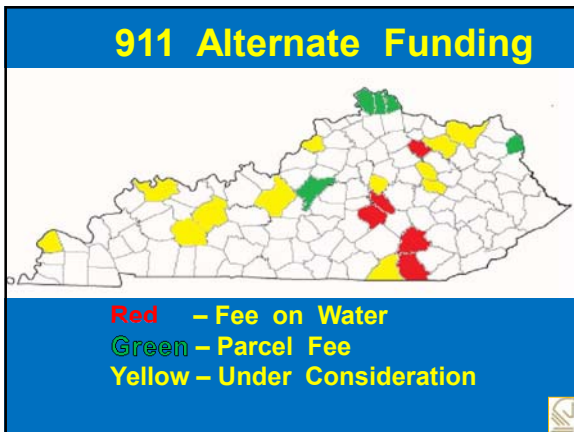 911 Alternate Funding
Red – Fee on Water
Green – Parcel Fee
Yellow – Under Consideration